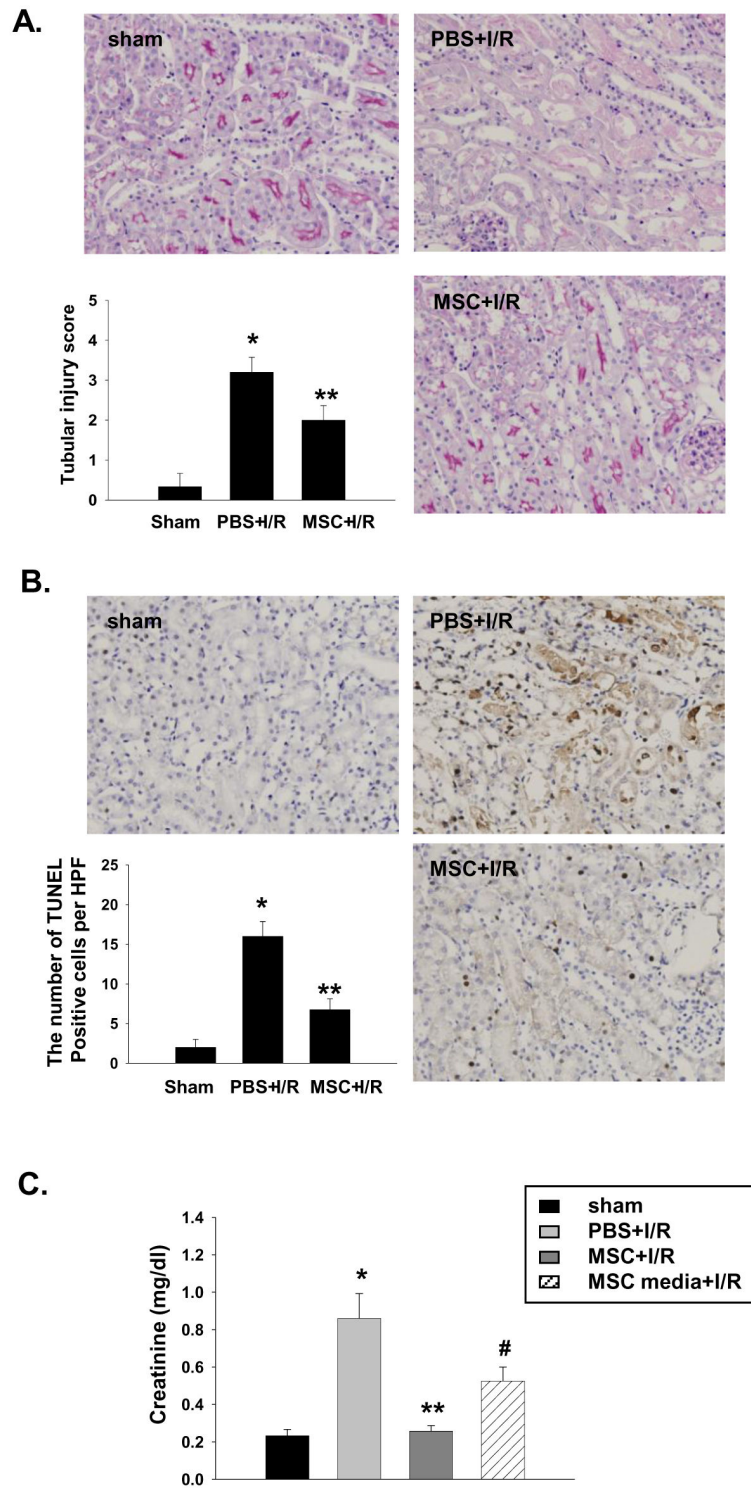 A.
sham
PBS+I/R
5
4
3
2
1
0
Tubular injury score
*
**
Sham PBS+I/R MSC+I/R
MSC+I/R
B.
sham
PBS+I/R
25
20
15
10
5
0
The number of TUNEL
Positive cells per HPF
*
**
Sham PBS+I/R MSC+I/R
MSC+I/R
C.
1.4
1.2
1.0
0.8
0.6
0.4
0.2
0.0
Creatinine (mg/dl)
*
**
#
sham
PBS+I/R
MSC+I/R
MSC media+I/R